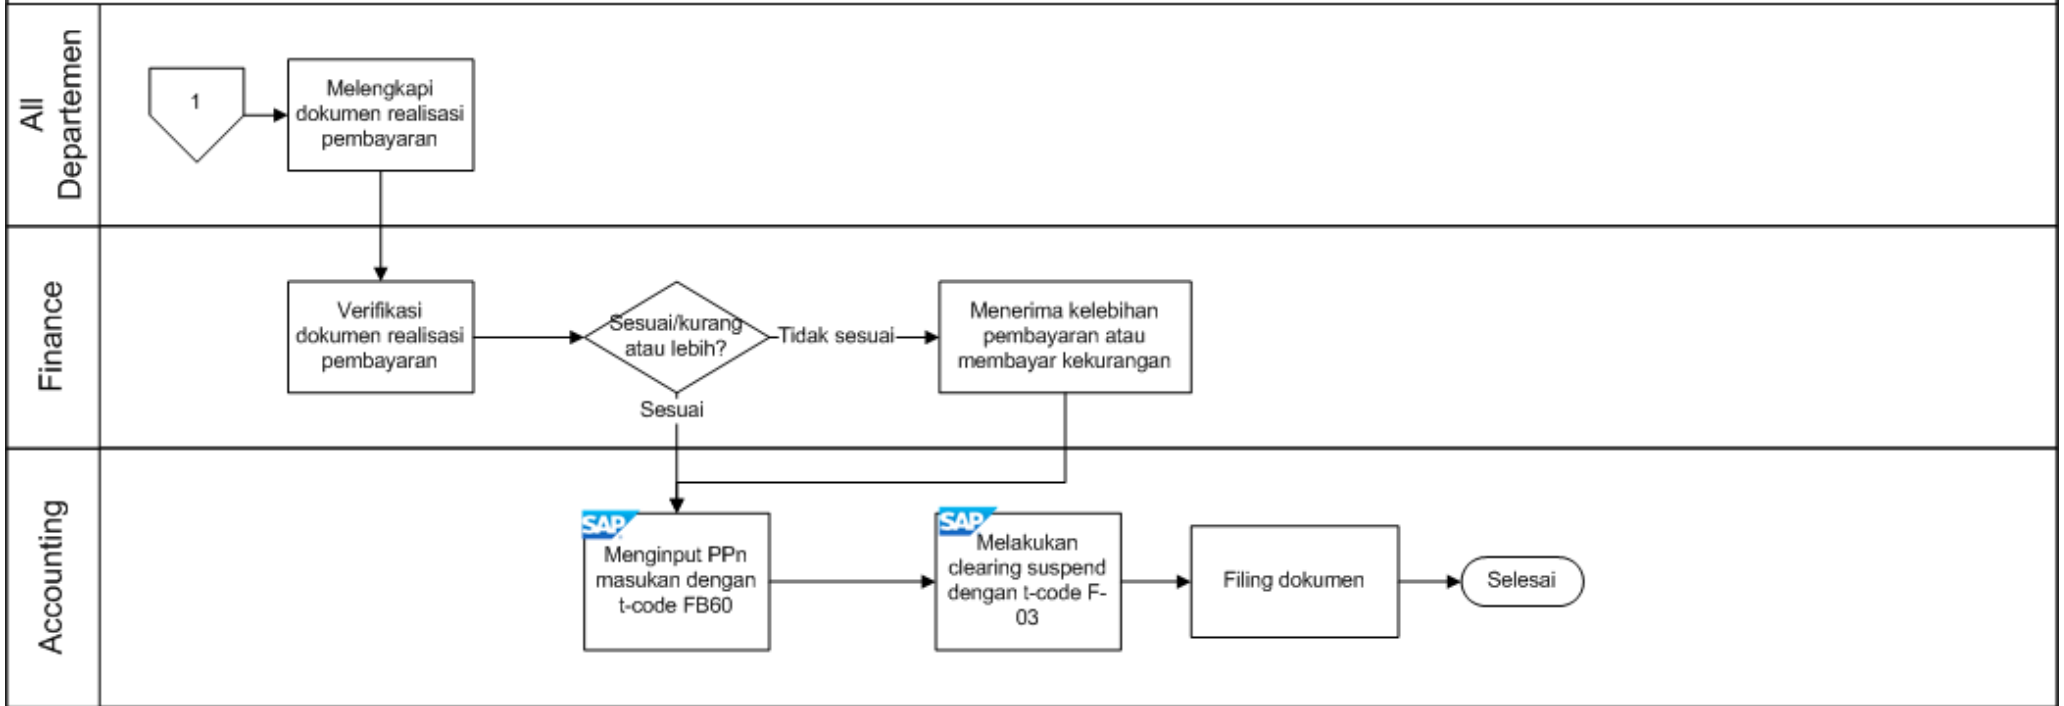 All
Departemen
1
Melengkapi
dokumen realisasi
pembayaran
Finance
Verifikasi
dokumen realisasi
pembayaran
Sesuai/kurang
atau lebih?
Tidak sesuai
Menerima kelebihan
pembayaran atau
membayar kekurangan
Sesuai
Accounting
SAP
Menginput PPn
masukan dengan
t-code FB60
SAP
Melakukan
clearing suspend
dengan t-code F-
03
Filing dokumen
Selesai